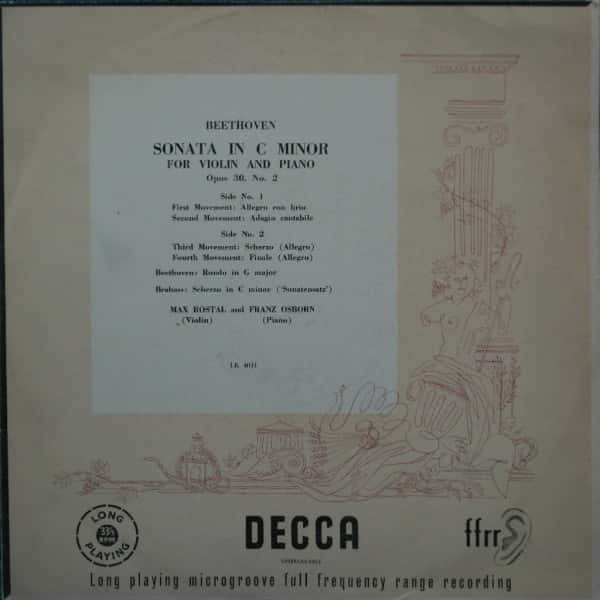 BEETHOVEN
SONATA IN C MINOR
FOR VIOLIN AND PIANO
Opus 30, No. 2
Side No. 1
First Movement: Allegro con brio
Second Movement: Adagio cantabile
Side No. 2
Third Movement: Scherzo (Allegro)
Fourth Movement: Finale (Allegro)
Beethoven: Rondo in G major
Brahms: Scherzo in C minor ('Sonatensatz')
MAX ROSTAL and FRANZ OSBORN
(Violin) (Piano)
LONG
33⅓
R.P.M.
PLAYING
DECCA
ffrr
Long playing microgroove full frequency range recording